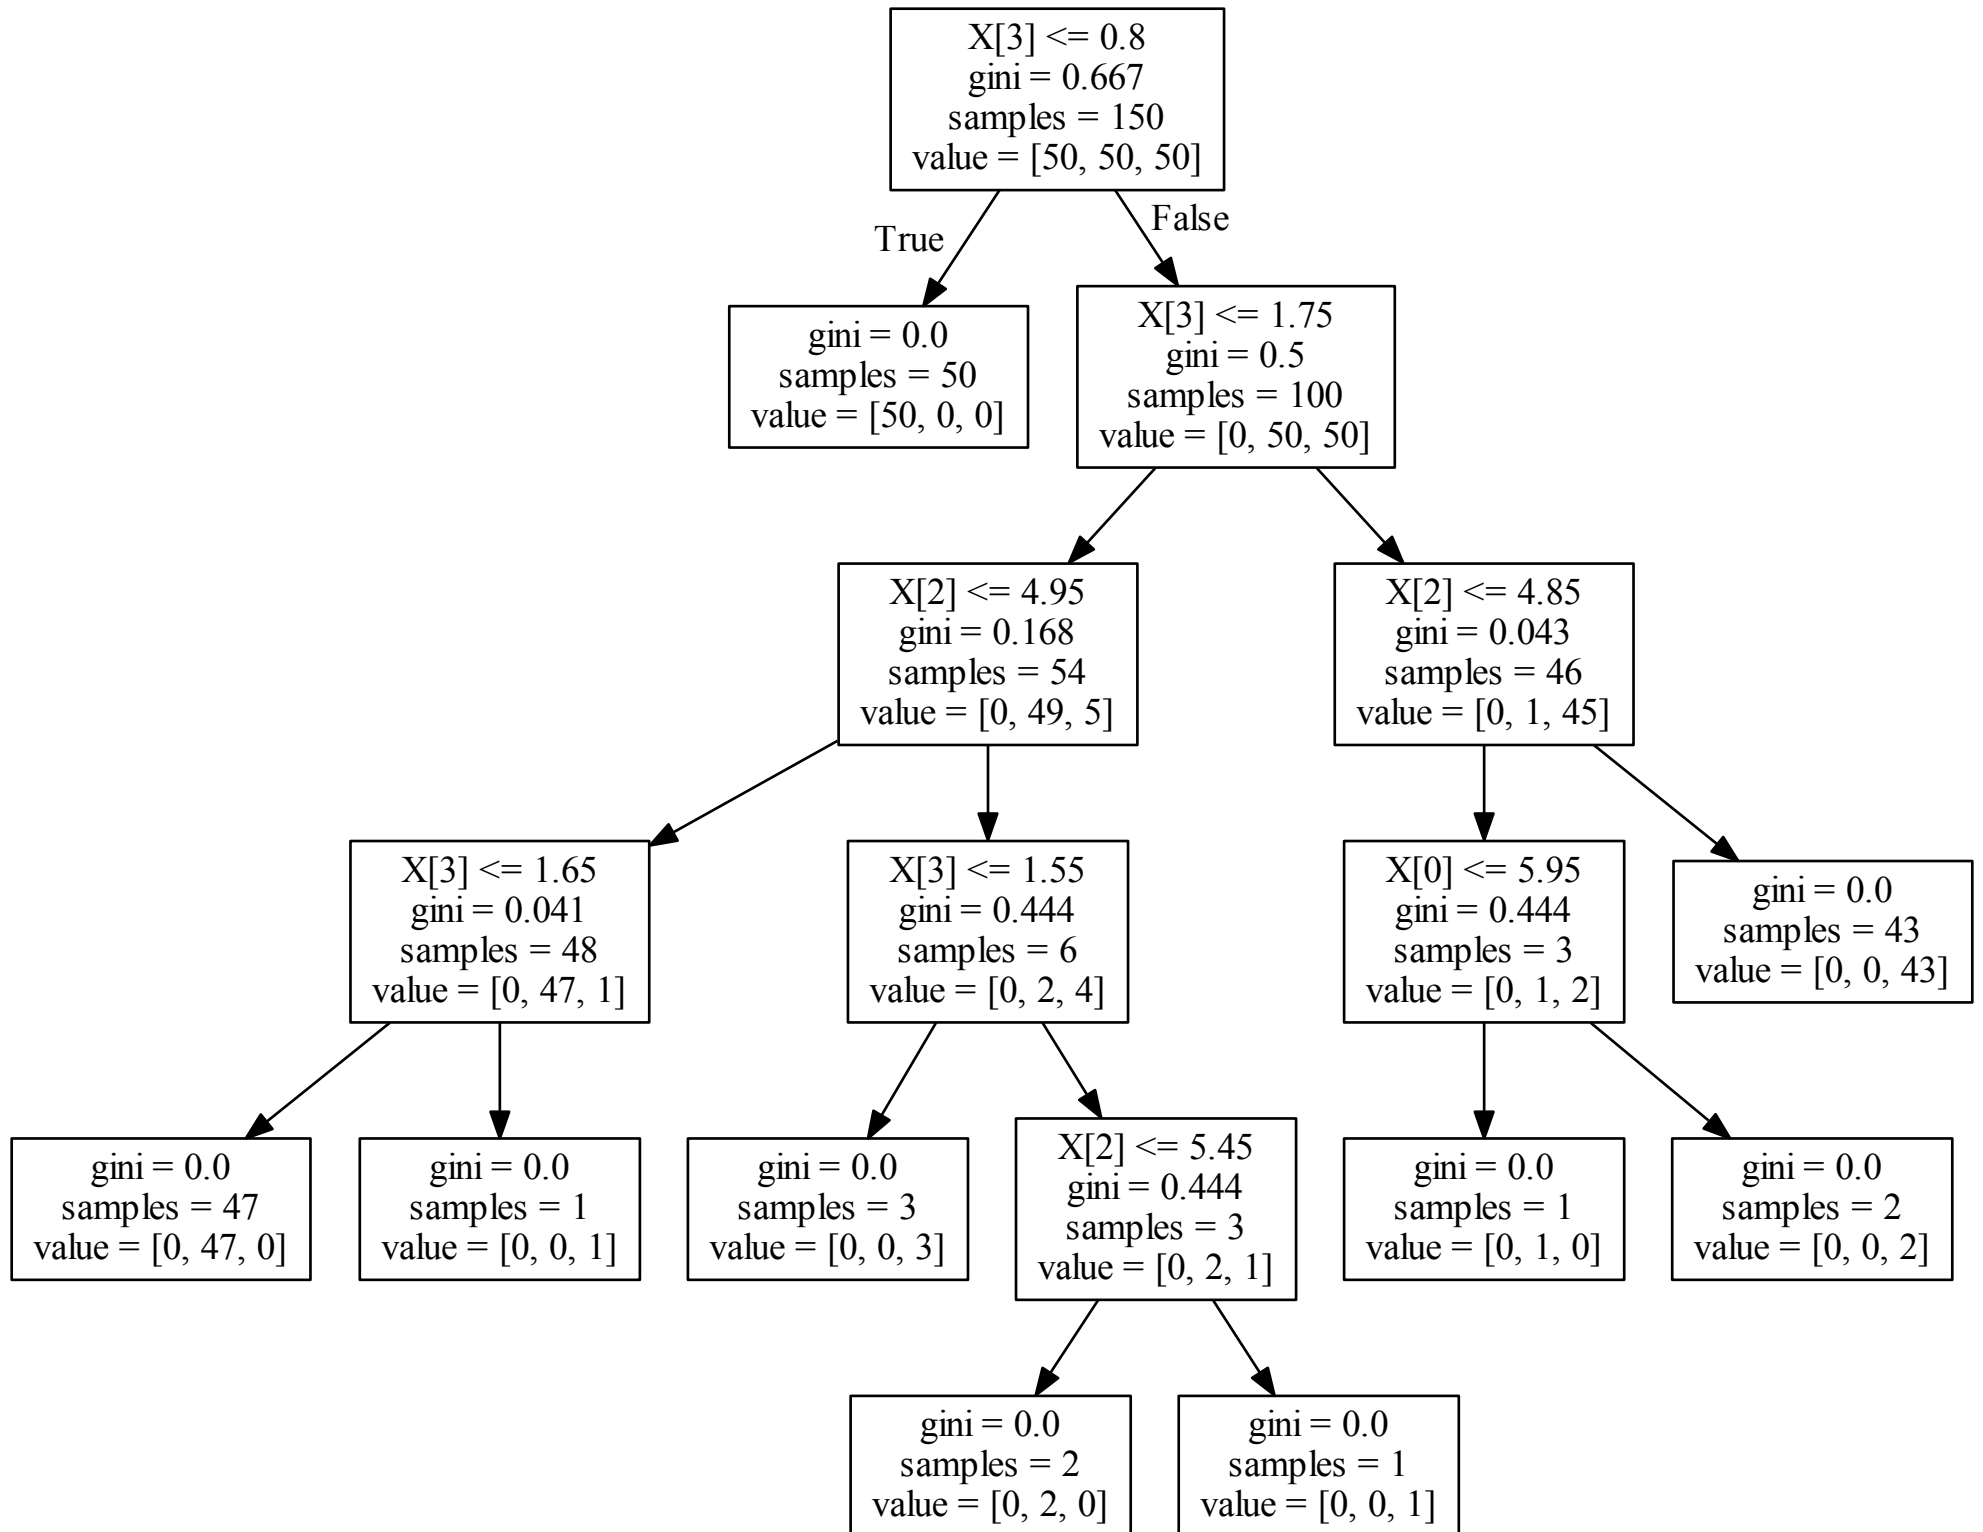 X[3] <= 0.8
gini = 0.667
samples = 150
value = [50, 50, 50]
True
False
gini = 0.0
samples = 50
value = [50, 0, 0]
X[3] <= 1.75
gini = 0.5
samples = 100
value = [0, 50, 50]
X[2] <= 4.95
gini = 0.168
samples = 54
value = [0, 49, 5]
X[2] <= 4.85
gini = 0.043
samples = 46
value = [0, 1, 45]
X[3] <= 1.65
gini = 0.041
samples = 48
value = [0, 47, 1]
X[3] <= 1.55
gini = 0.444
samples = 6
value = [0, 2, 4]
X[0] <= 5.95
gini = 0.444
samples = 3
value = [0, 1, 2]
gini = 0.0
samples = 43
value = [0, 0, 43]
gini = 0.0
samples = 47
value = [0, 47, 0]
gini = 0.0
samples = 1
value = [0, 0, 1]
gini = 0.0
samples = 3
value = [0, 0, 3]
X[2] <= 5.45
gini = 0.444
samples = 3
value = [0, 2, 1]
gini = 0.0
samples = 1
value = [0, 1, 0]
gini = 0.0
samples = 2
value = [0, 0, 2]
gini = 0.0
samples = 2
value = [0, 2, 0]
gini = 0.0
samples = 1
value = [0, 0, 1]